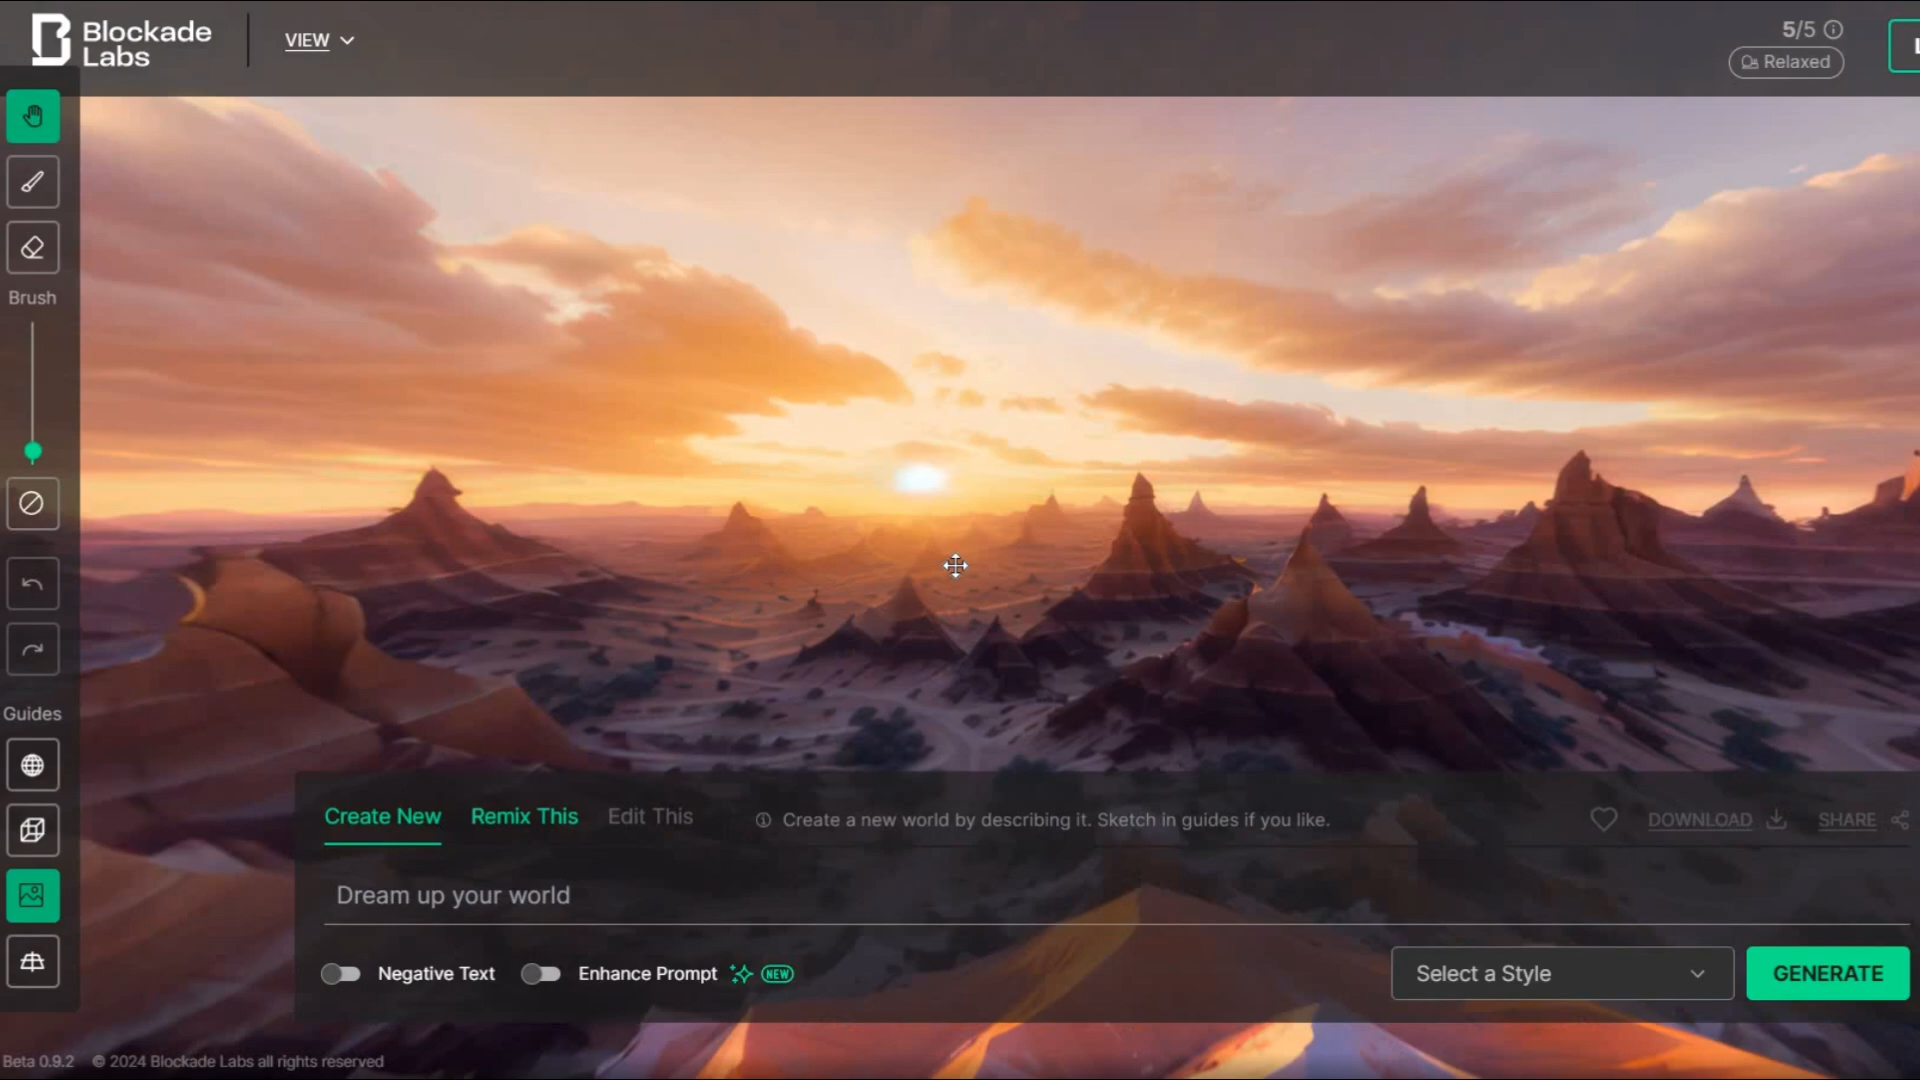 Blockade
Labs
VIEW
5/5
Relaxed
Brush
Guides
Create New
Remix This
Edit This
Create a new world by describing it. Sketch in guides if you like.
DOWNLOAD
SHARE
Dream up your world
Negative Text
Enhance Prompt
NEW
Select a Style
GENERATE
Beta 0.9.2 © 2024 Blockade Labs all rights reserved